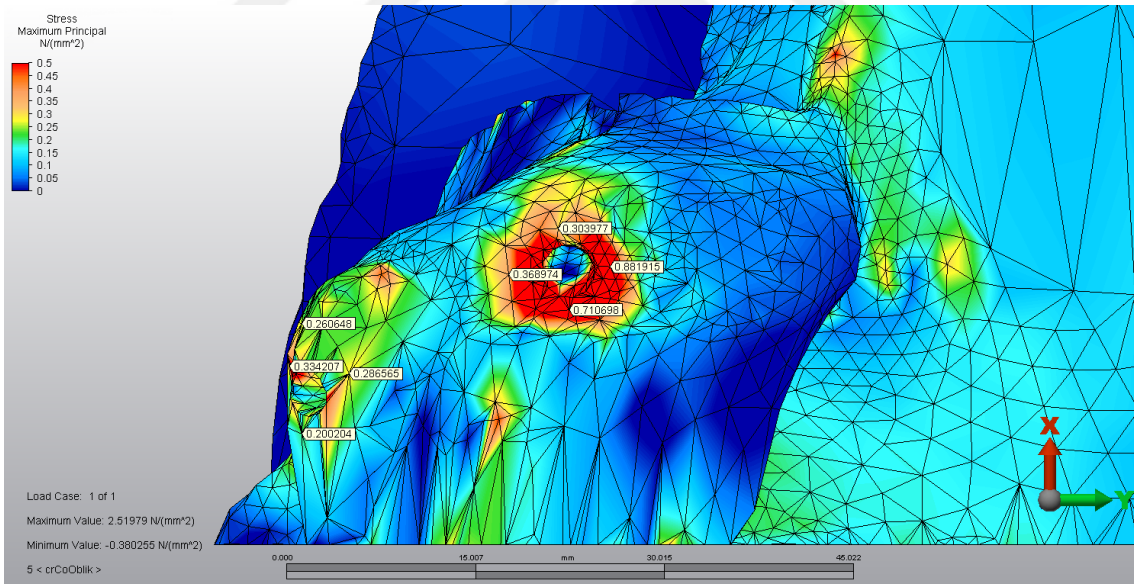 Stress
Maximum Principal
N/(mm^2)
0.5
0.45
0.4
0.35
0.3
0.25
0.2
0.15
0.1
0.05
0
0.303977
0.368974
0.881915
0.710698
0.260648
0.334207
0.286565
0.200204
X
Y
Load Case: 1 of 1
Maximum Value: 2.51979 N/(mm^2)
Minimum Value: -0.380255 N/(mm^2)
0.000 15.007 mm 30.015 45.022
5 < crCoOblik >